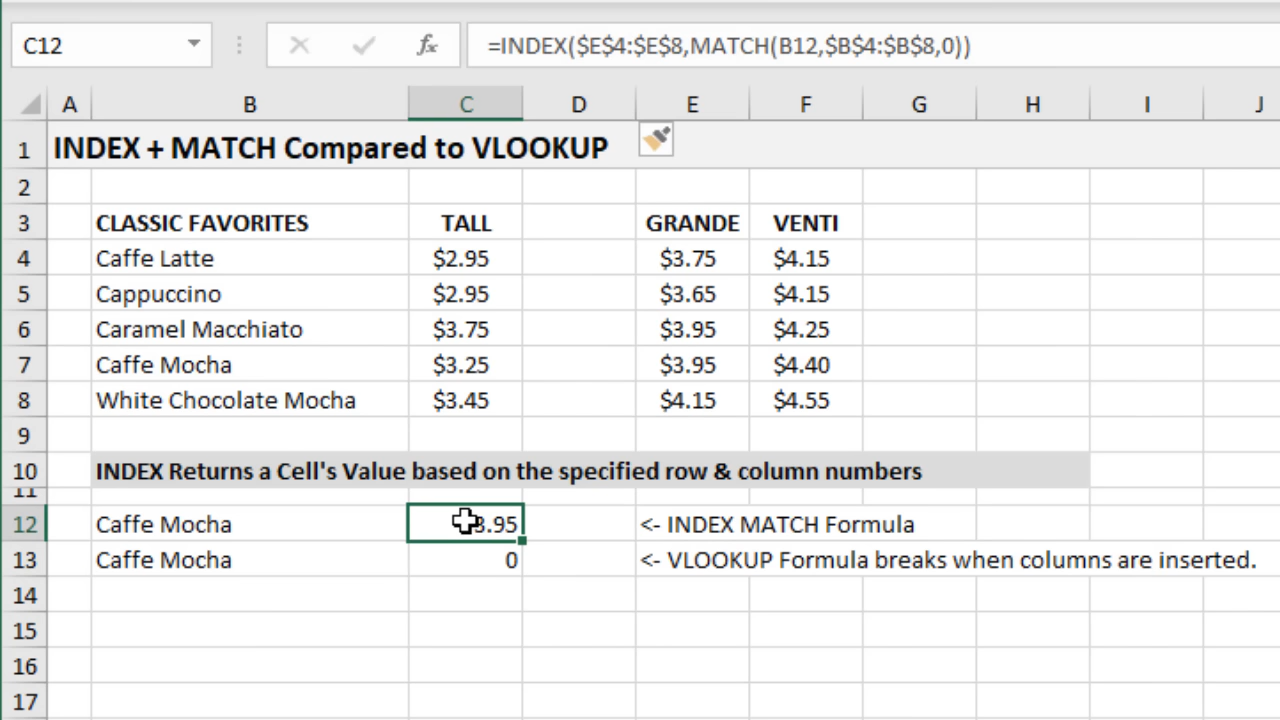 C12 fx =INDEX($E$4:$E$8,MATCH(B12,$B$4:$B$8,0))
A B C D E F G H I J
1 INDEX + MATCH Compared to VLOOKUP
2
3 CLASSIC FAVORITES TALL GRANDE VENTI
4 Caffe Latte $2.95 $3.75 $4.15
5 Cappuccino $2.95 $3.65 $4.15
6 Caramel Macchiato $3.75 $3.95 $4.25
7 Caffe Mocha $3.25 $3.95 $4.40
8 White Chocolate Mocha $3.45 $4.15 $4.55
9
10 INDEX Returns a Cell's Value based on the specified row & column numbers
11
12 Caffe Mocha 3.95 <- INDEX MATCH Formula
13 Caffe Mocha 0 <- VLOOKUP Formula breaks when columns are inserted.
14
15
16
17